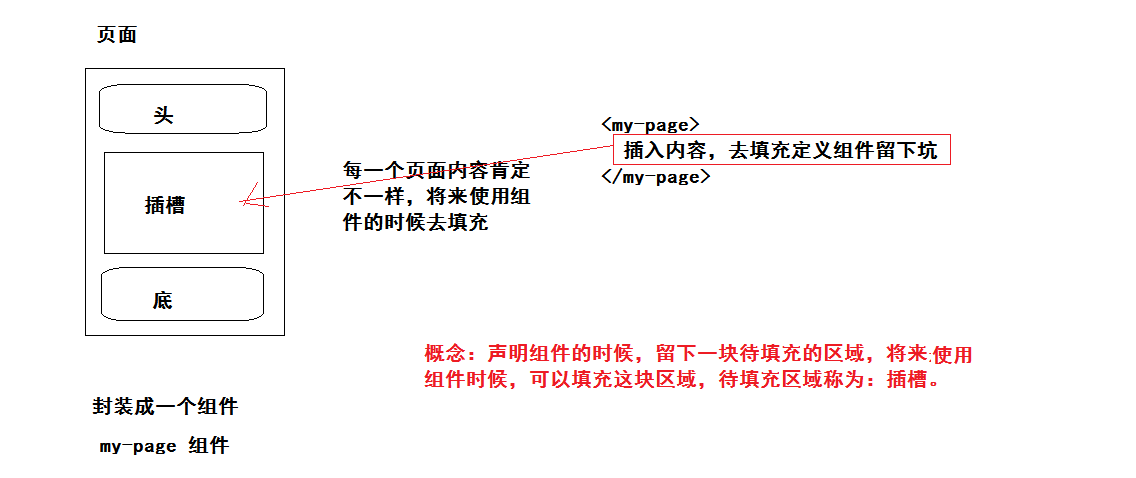 页面
头
插槽
底
每一个页面内容肯定
不一样，将来使用组
件的时候去填充
<my-page>
插入内容，去填充定义组件留下坑
</my-page>
概念：声明组件的时候，留下一块待填充的区域，将来使用
组件时候，可以填充这块区域，待填充区域称为：插槽。
封装成一个组件
my-page 组件